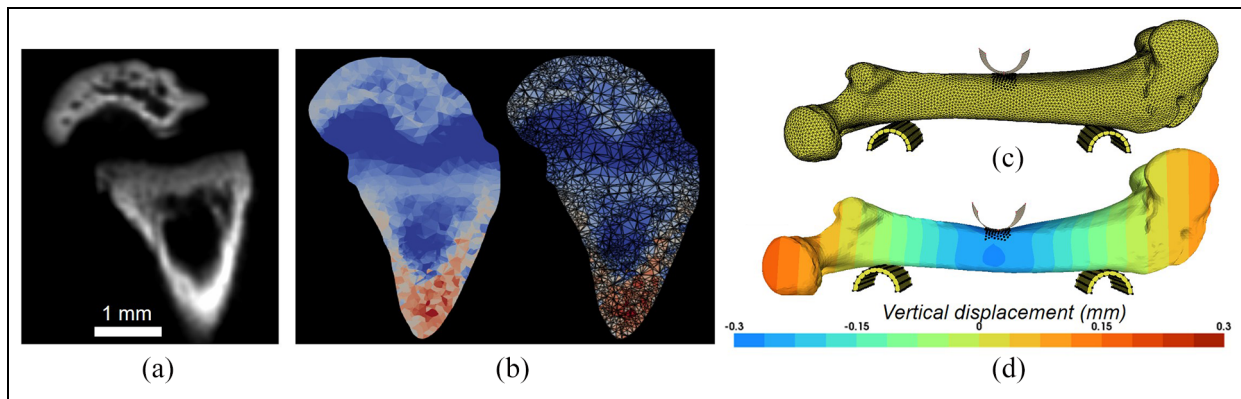 1 mm
(a)
(b)
(c)
Vertical displacement (mm)
-0.3 -0.15 0 0.15 0.3
(d)